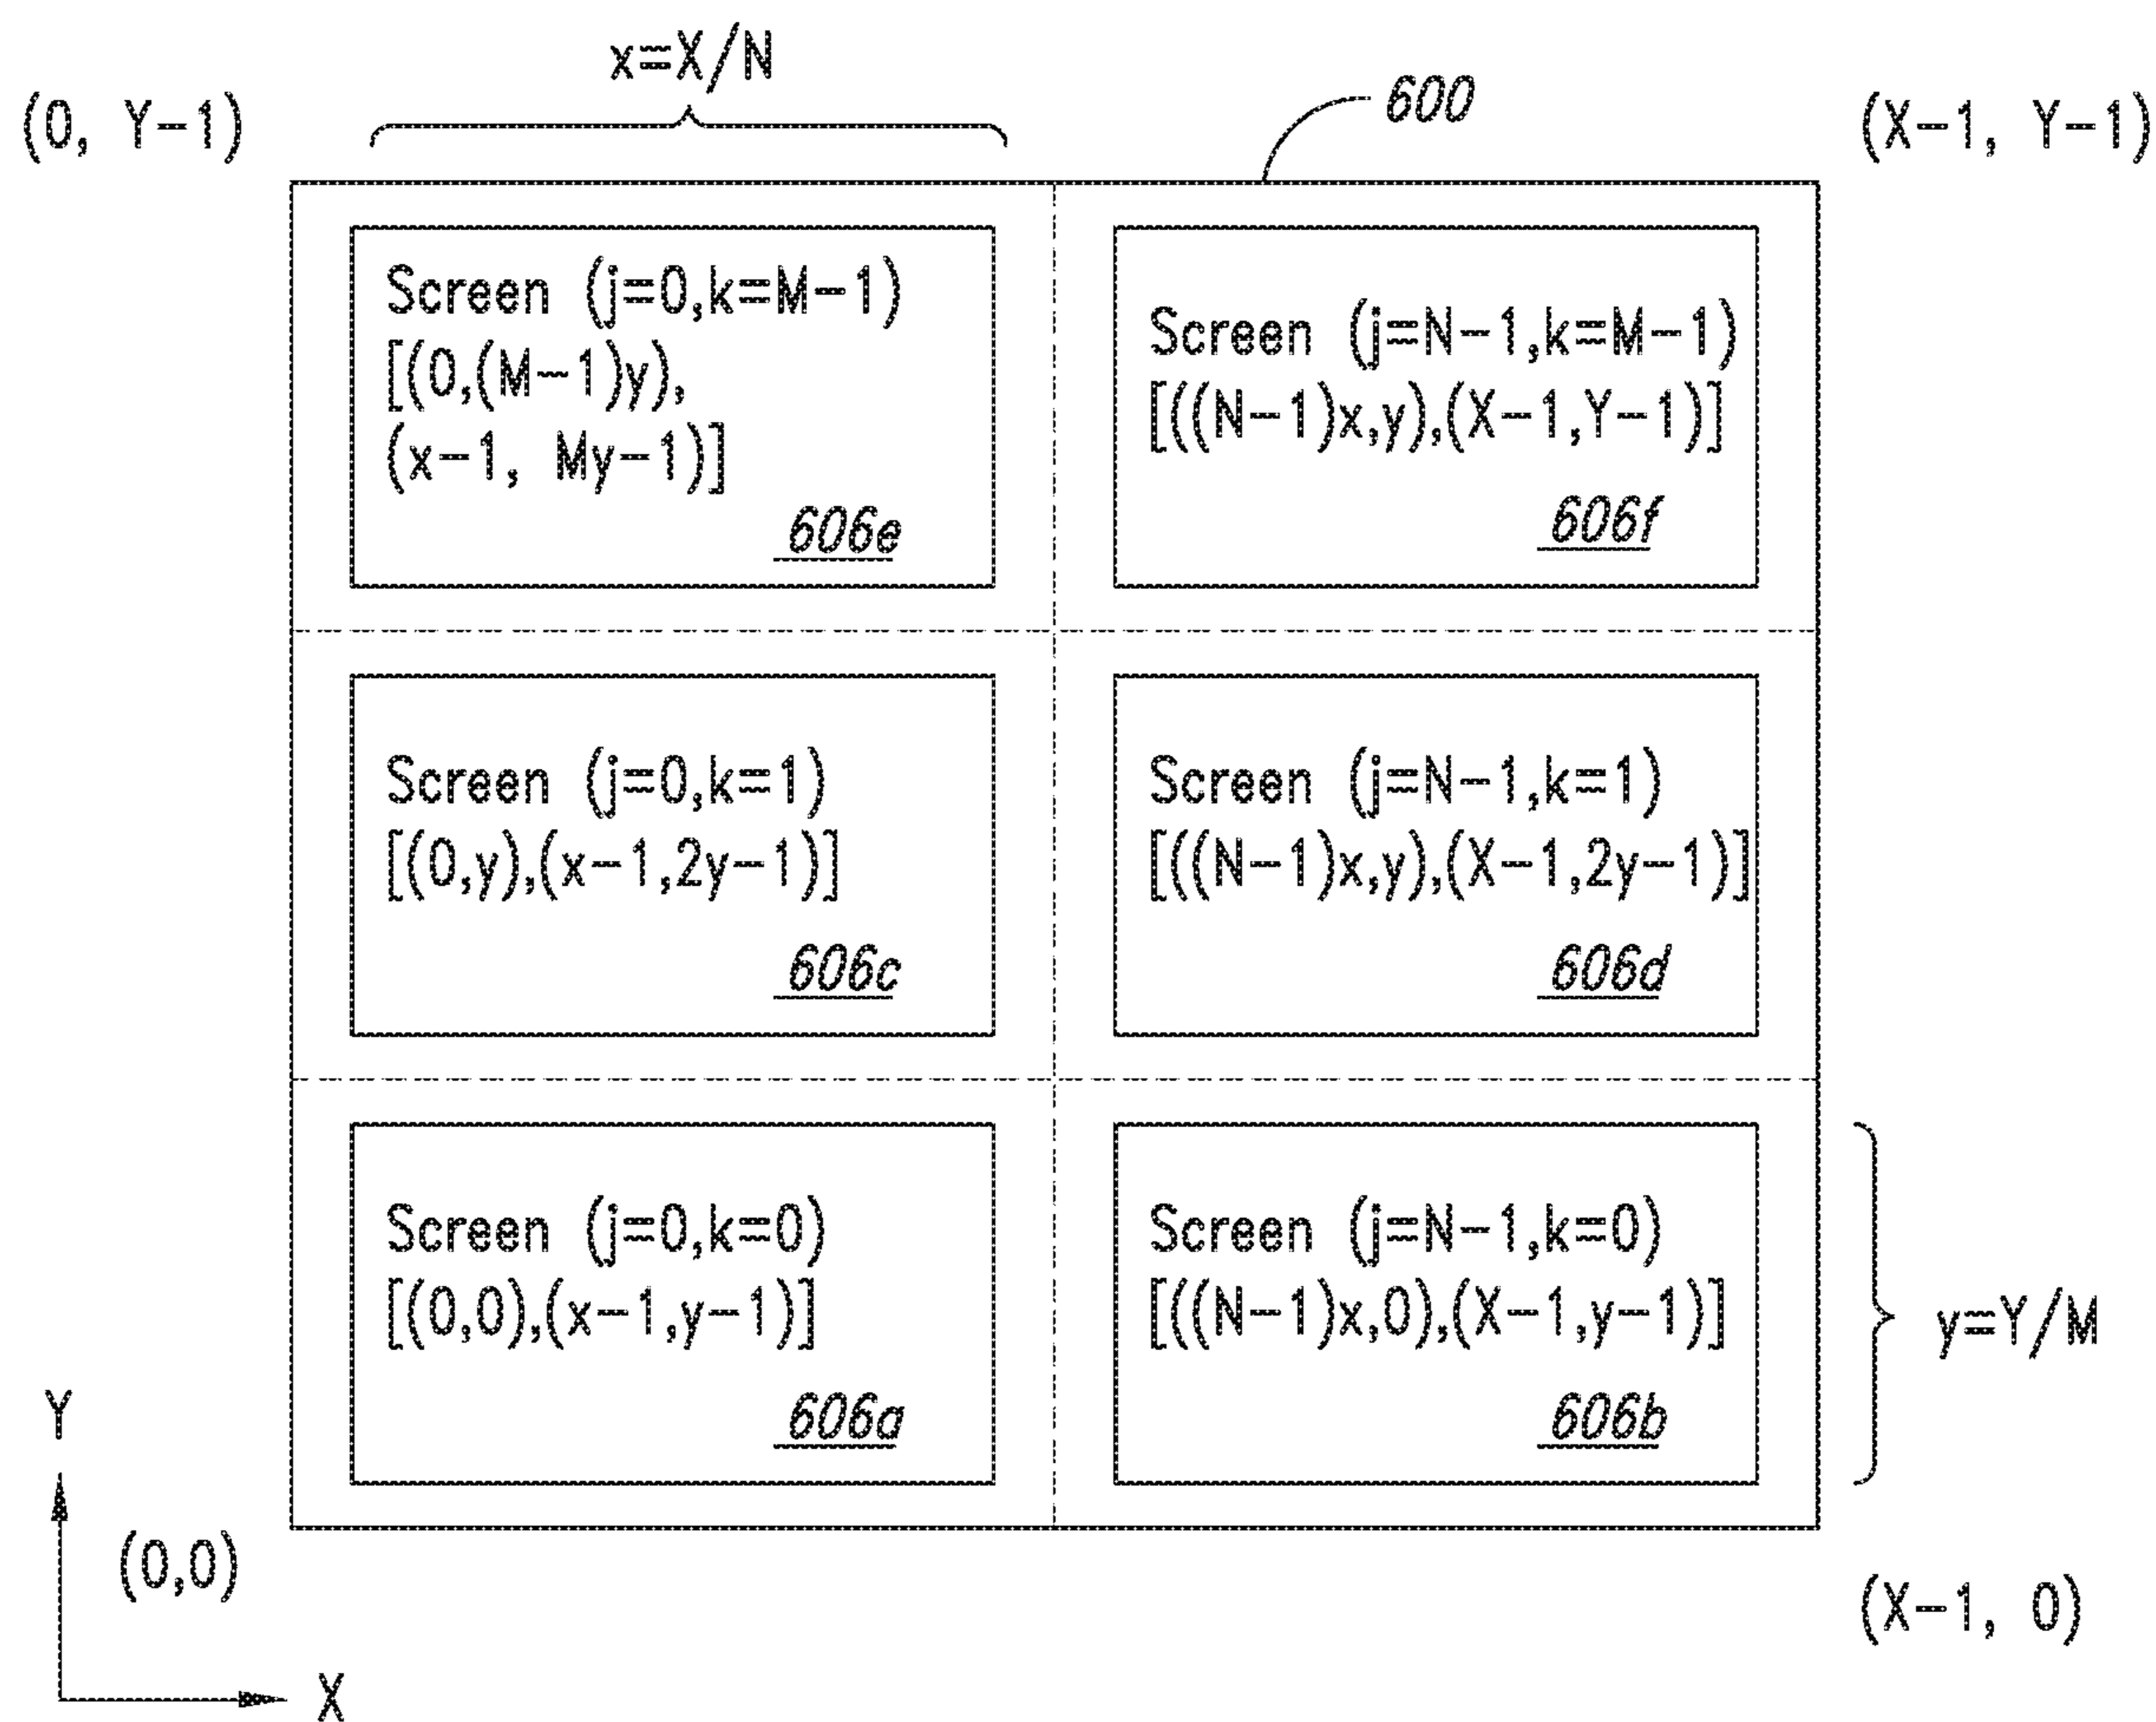 x=X/N
600
(0, Y-1)
(X-1, Y-1)
Screen (j=0,k=M-1)
[(0,(M-1)y),
(x-1, My-1)]
606e
Screen (j=N-1,k=M-1)
[((N-1)x,y),(X-1,Y-1)]
606f
Screen (j=0,k=1)
[(0,y),(x-1,2y-1)]
606c
Screen (j=N-1,k=1)
[((N-1)x,y),(X-1,2y-1)]
606d
Screen (j=0,k=0)
[(0,0),(x-1,y-1)]
606a
Screen (j=N-1,k=0)
[((N-1)x,0),(X-1,y-1)]
606b
y=Y/M
Y
(0,0)
(X-1, 0)
X